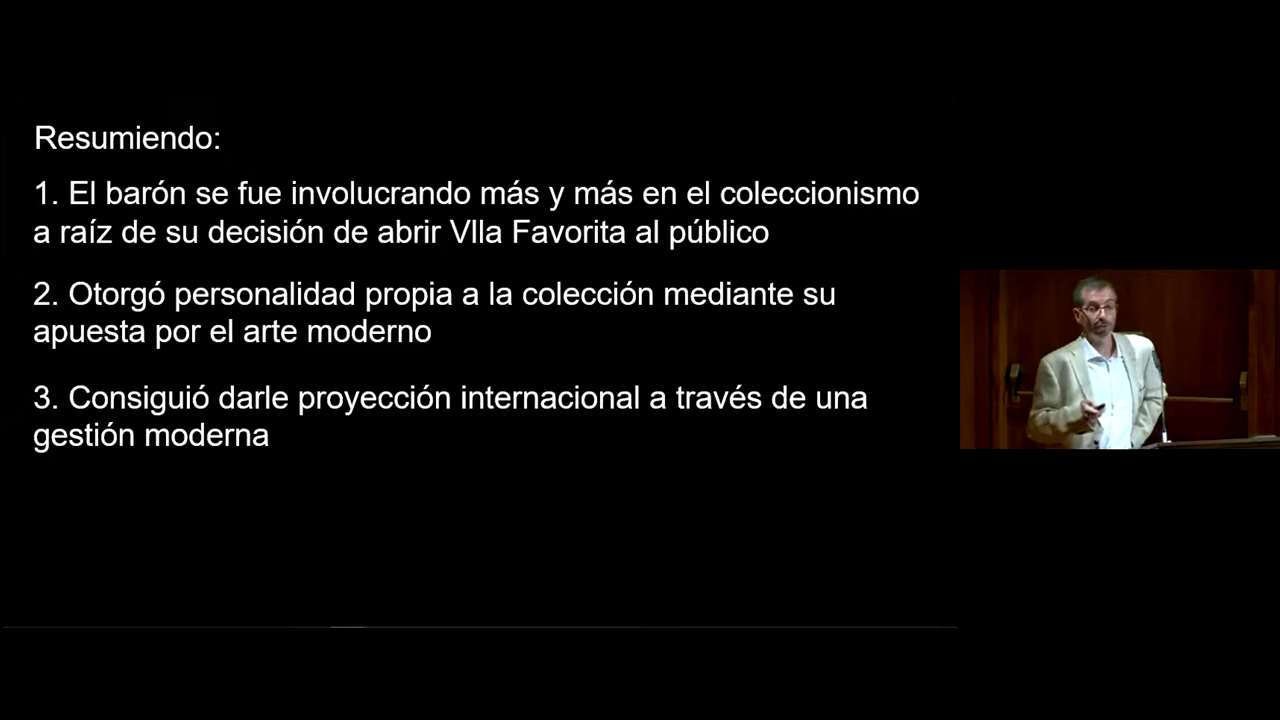 Resumiendo:
1. El barón se fue involucrando más y más en el coleccionismo
a raíz de su decisión de abrir Vlla Favorita al público
2. Otorgó personalidad propia a la colección mediante su
apuesta por el arte moderno
3. Consiguió darle proyección internacional a través de una
gestión moderna